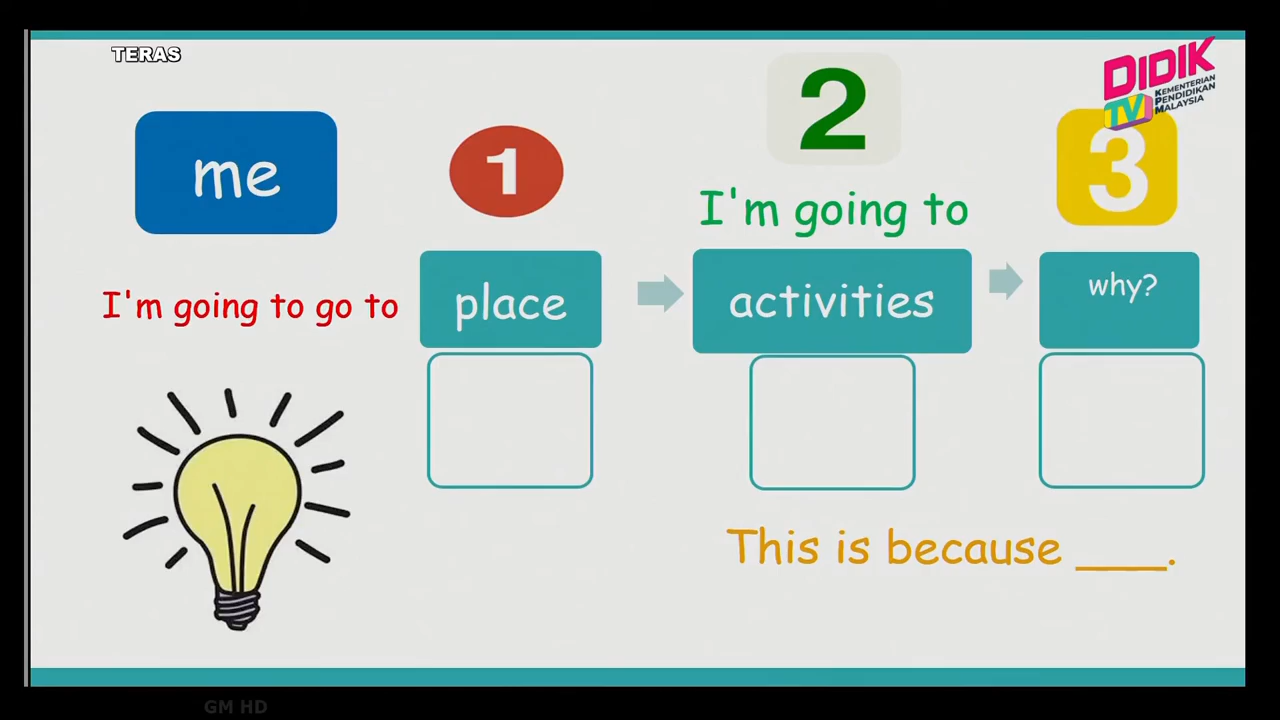 TERAS
DIDIK
TV
KEMENTERIAN
PENDIDIKAN
MALAYSIA
me
1
2
3
I'm going to
I'm going to go to
place
activities
why?
This is because ____.
GM HD